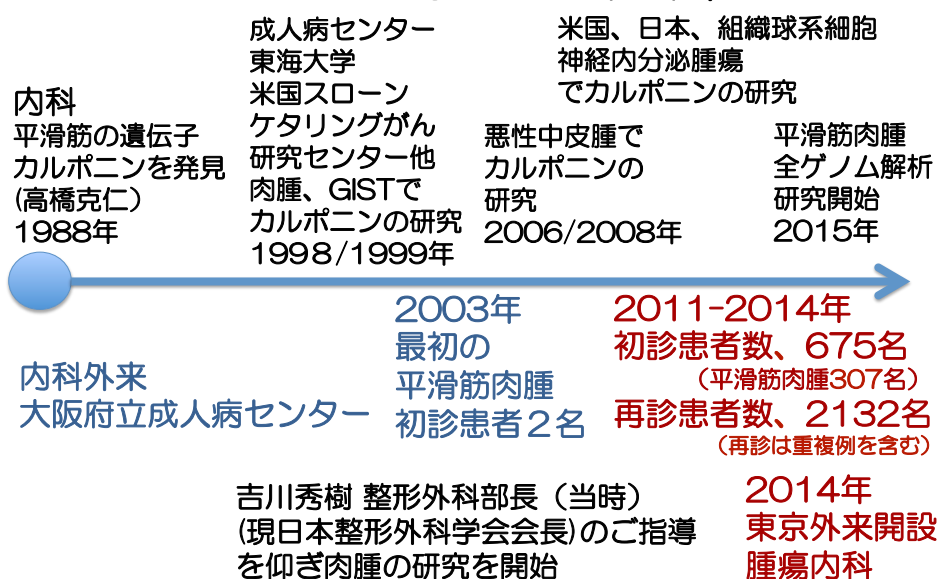 内科
平滑筋の遺伝子
カルポニンを発見
(高橋克仁）
1988年
成人病センター
東海大学
米国スローン
ケタリングがん
研究センター他
肉腫、GISTで
カルポニンの研究
1998/1999年
米国、日本、組織球系細胞
神経内分泌腫瘍
でカルポニンの研究
悪性中皮腫で
カルポニンの
研究
2006/2008年
平滑筋肉腫
全ゲノム解析
研究開始
2015年
内科外来
大阪府立成人病センター
2003年
最初の
平滑筋肉腫
初診患者２名
2011-2014年
初診患者数、675名
（平滑筋肉腫307名）
再診患者数、2132名
（再診は重複例を含む）
吉川秀樹 整形外科部長（当時）
(現日本整形外科学会会長)のご指導
を仰ぎ肉腫の研究を開始
2014年
東京外来開設
腫瘍内科